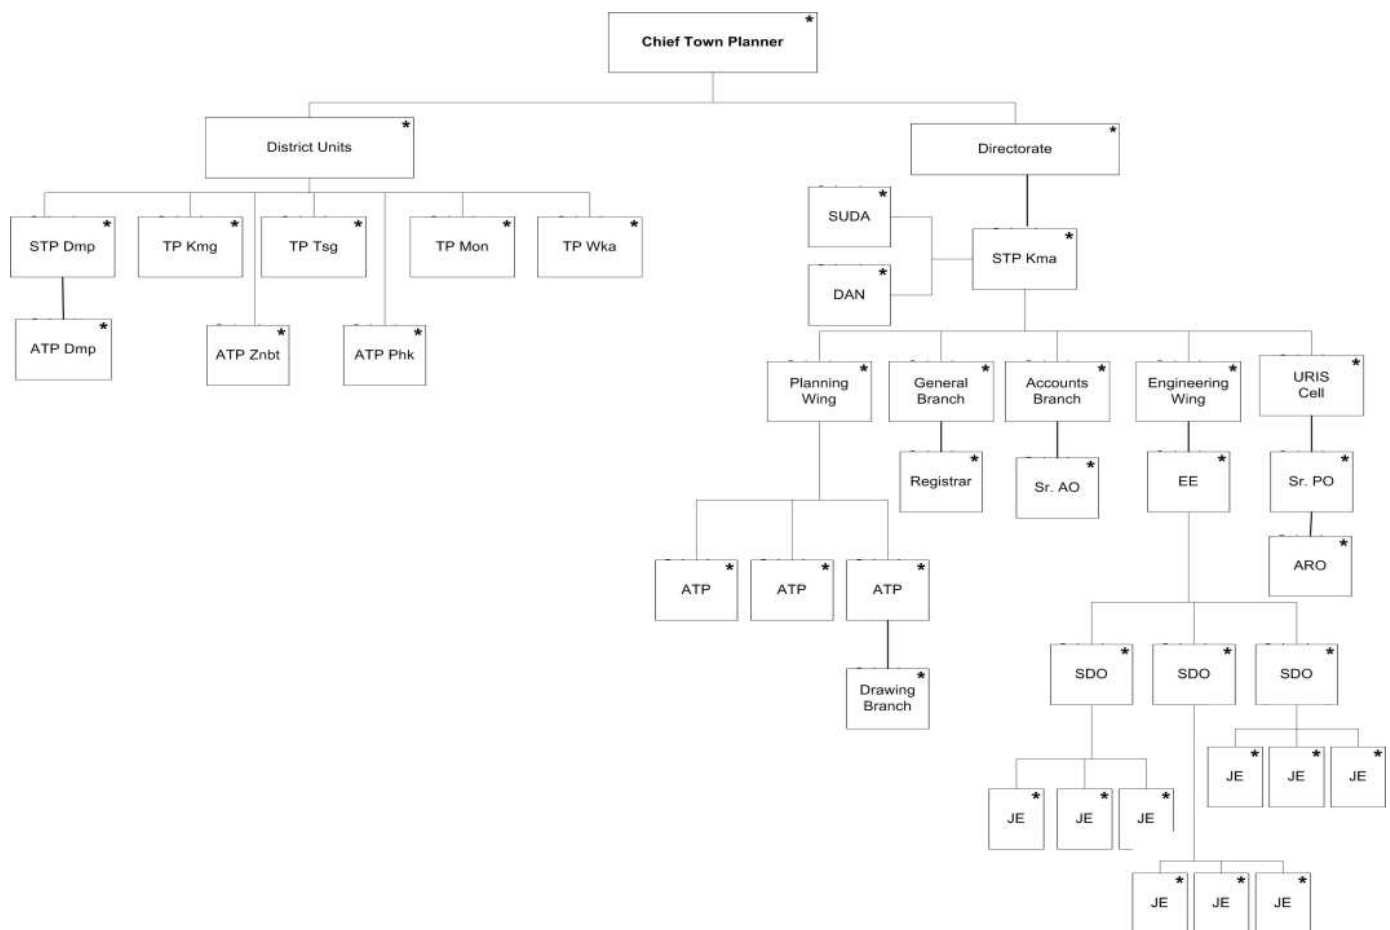 *
Chief Town Planner
*
District Units
*
Directorate
*
SUDA
*
STP Dmp
*
TP Kmg
*
TP Tsg
*
TP Mon
*
TP Wka
*
STP Kma
*
DAN
*
ATP Dmp
*
ATP Znbt
*
ATP Phk
*
Planning
Wing
*
General
Branch
*
Accounts
Branch
*
Engineering
Wing
*
URIS
Cell
*
Registrar
*
Sr. AO
*
EE
*
Sr. PO
*
ARO
*
ATP
*
ATP
*
ATP
*
SDO
*
SDO
*
SDO
*
Drawing
Branch
*
JE
*
JE
*
JE
*
JE
*
JE
*
JE
*
JE
*
JE
*
JE